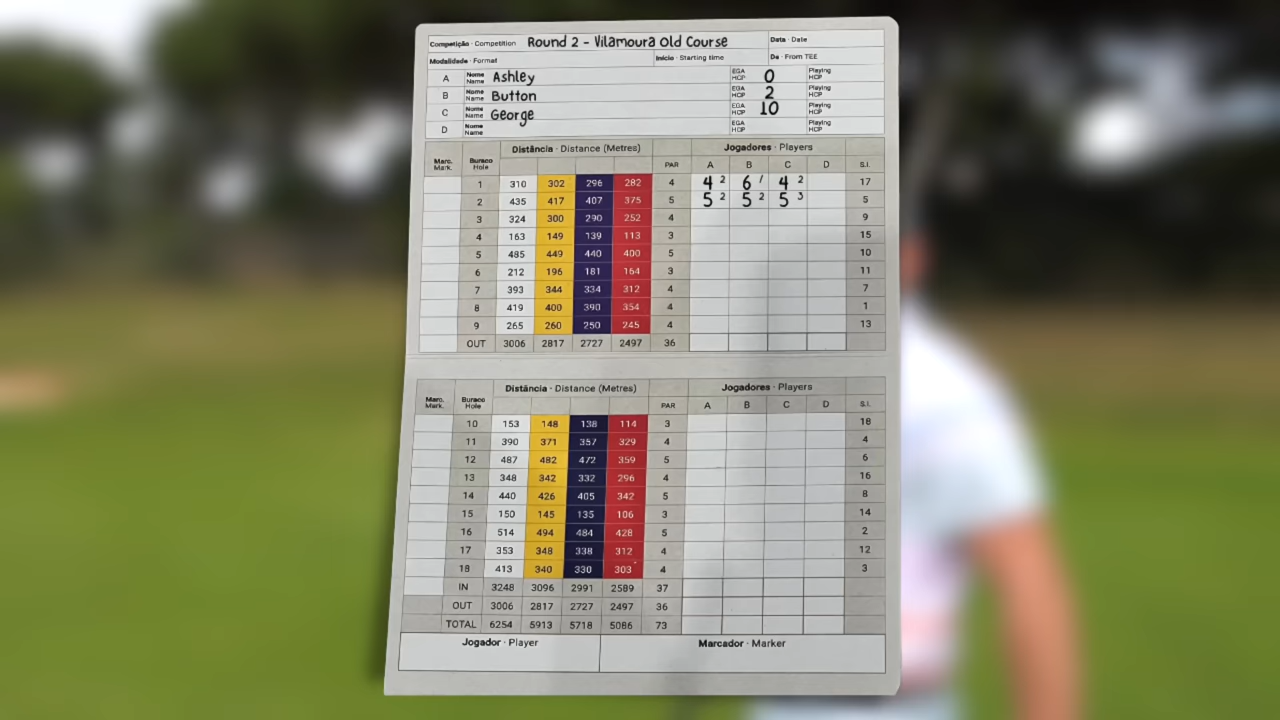 Competição · Competition Round 2 - Vilamoura Old Course Data · Date
Modalidade · Format Início · Starting time De · From TEE
A Nome Name Ashley EGA HCP 0 Playing HCP
B Nome Name Button EGA HCP 2 Playing HCP
C Nome Name George EGA HCP 10 Playing HCP
D Nome Name EGA HCP Playing HCP
Distância · Distance (Metres) Jogadores · Players
Marc. Mark. Buraco Hole PAR A B C D S.I.
1 310 302 296 282 4 4 2 6 1 4 2 17
2 435 417 407 375 5 5 2 5 2 5 3 5
3 324 300 290 252 4 9
4 163 149 139 113 3 15
5 485 449 440 400 5 10
6 212 196 181 164 3 11
7 393 344 334 312 4 7
8 419 400 390 354 4 1
9 265 260 250 245 4 13
OUT 3006 2817 2727 2497 36
Distância · Distance (Metres) Jogadores · Players
Marc. Mark. Buraco Hole PAR A B C D S.I.
10 153 148 138 114 3 18
11 390 371 357 329 4 4
12 487 482 472 359 5 6
13 348 342 332 296 4 16
14 440 426 405 342 5 8
15 150 145 135 106 3 14
16 514 494 484 428 5 2
17 353 348 338 312 4 12
18 413 340 330 303 4 3
IN 3248 3096 2991 2589 37
OUT 3006 2817 2727 2497 36
TOTAL 6254 5913 5718 5086 73
Jogador · Player Marcador · Marker